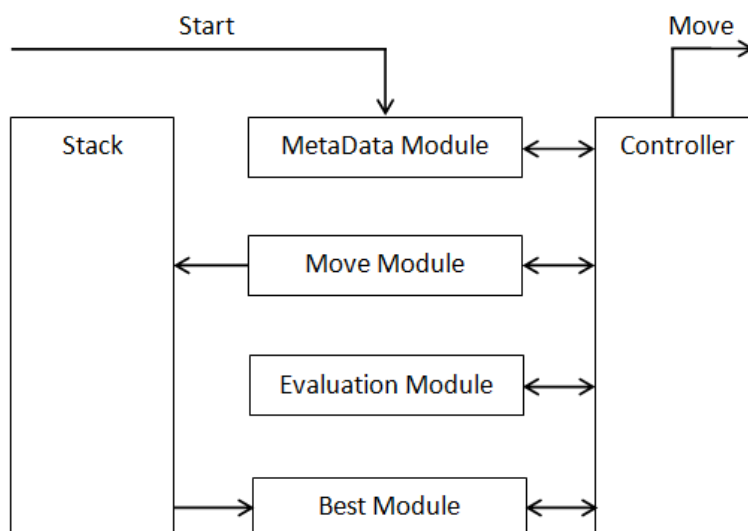 Start
Move
Stack
MetaData Module
Controller
Move Module
Evaluation Module
Best Module